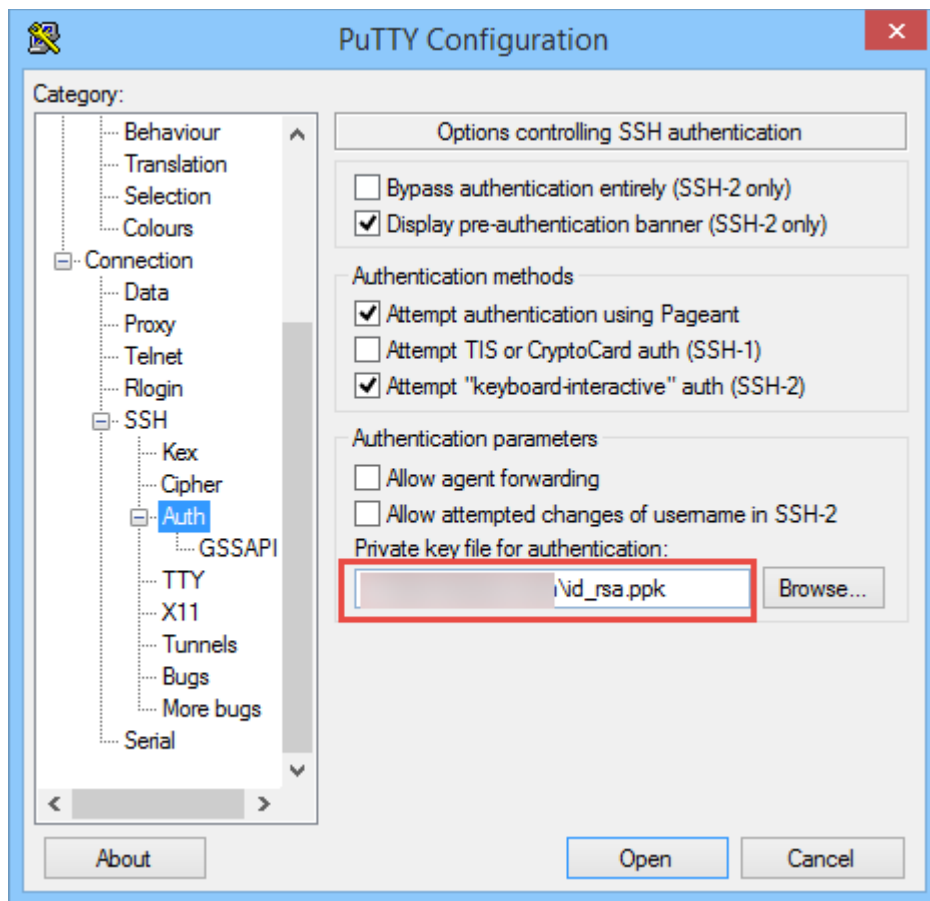 PuTTY Configuration
Category:
Behaviour
Translation
Selection
Colours
Connection
Data
Proxy
Telnet
Rlogin
SSH
Kex
Cipher
Auth
GSSAPI
TTY
X11
Tunnels
Bugs
More bugs
Serial
Options controlling SSH authentication
Bypass authentication entirely (SSH-2 only)
Display pre-authentication banner (SSH-2 only)
Authentication methods
Attempt authentication using Pageant
Attempt TIS or CryptoCard auth (SSH-1)
Attempt "keyboard-interactive" auth (SSH-2)
Authentication parameters
Allow agent forwarding
Allow attempted changes of username in SSH-2
Private key file for authentication:
\id_rsa.ppk
Browse...
About
Open
Cancel